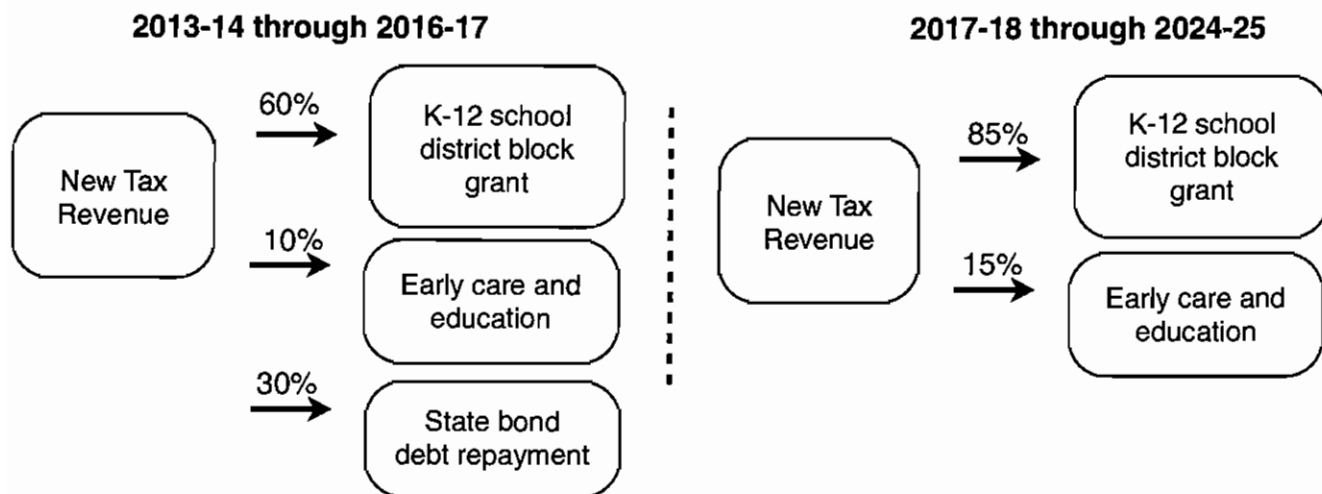 2013-14 through 2016-17
New Tax
Revenue
60%
K-12 school
district block
grant
10%
Early care and
education
30%
State bond
debt repayment
2017-18 through 2024-25
New Tax
Revenue
85%
K-12 school
district block
grant
15%
Early care and
education